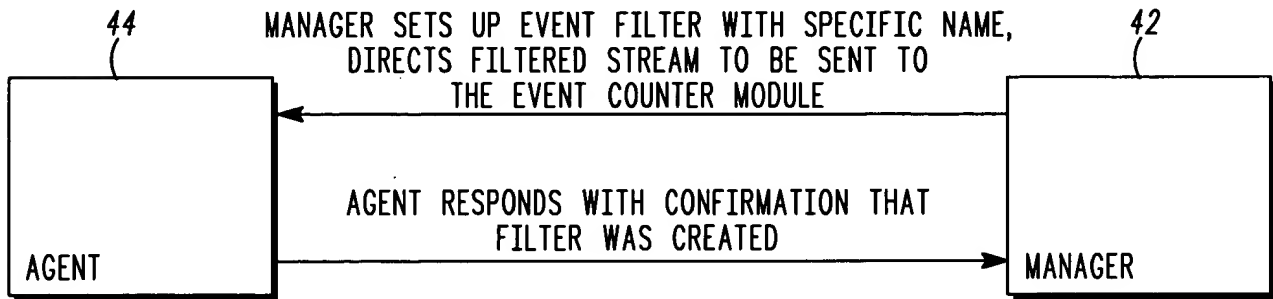 44
MANAGER SETS UP EVENT FILTER WITH SPECIFIC NAME,
DIRECTS FILTERED STREAM TO BE SENT TO
THE EVENT COUNTER MODULE
42
AGENT RESPONDS WITH CONFIRMATION THAT
FILTER WAS CREATED
AGENT
MANAGER